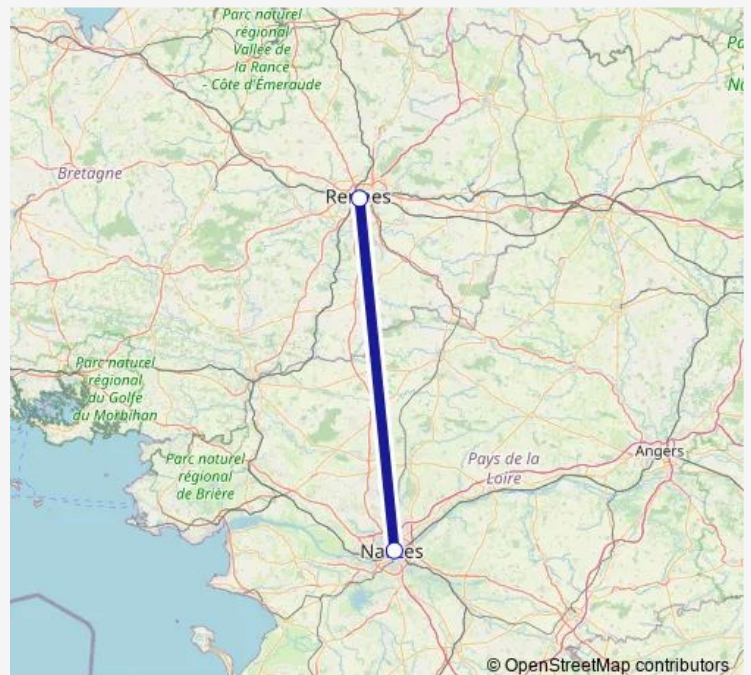 Parc naturel
régional
Vallée de
la Rance
- Côte d'Émeraude
Bretagne
Parc naturel
régional
du Golfe
du Morbihan
Parc naturel
régional
de Brière
Pays de la
Loire
Angers
© OpenStreetMap contributors